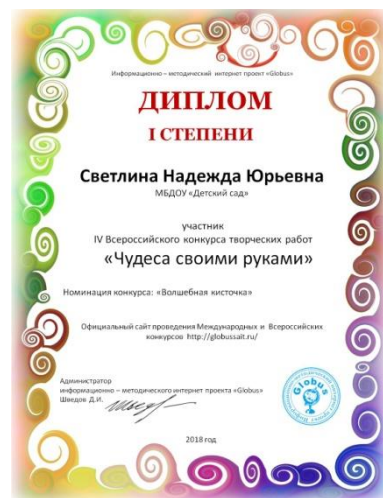 Информационно – методический интернет проект «Globus»
ДИПЛОМ
I СТЕПЕНИ
Светлина Надежда Юрьевна
МБДОУ «Детский сад»
участник
IV Всероссийского конкурса творческих работ
«Чудеса своими руками»
Номинация конкурса: «Волшебная кисточка»
Официальный сайт проведения Международных и Всероссийских
конкурсов http://globussait.ru/
Администратор
информационно – методического интернет проекта «Globus»
Шведов Д.И.
Globus
2018 год